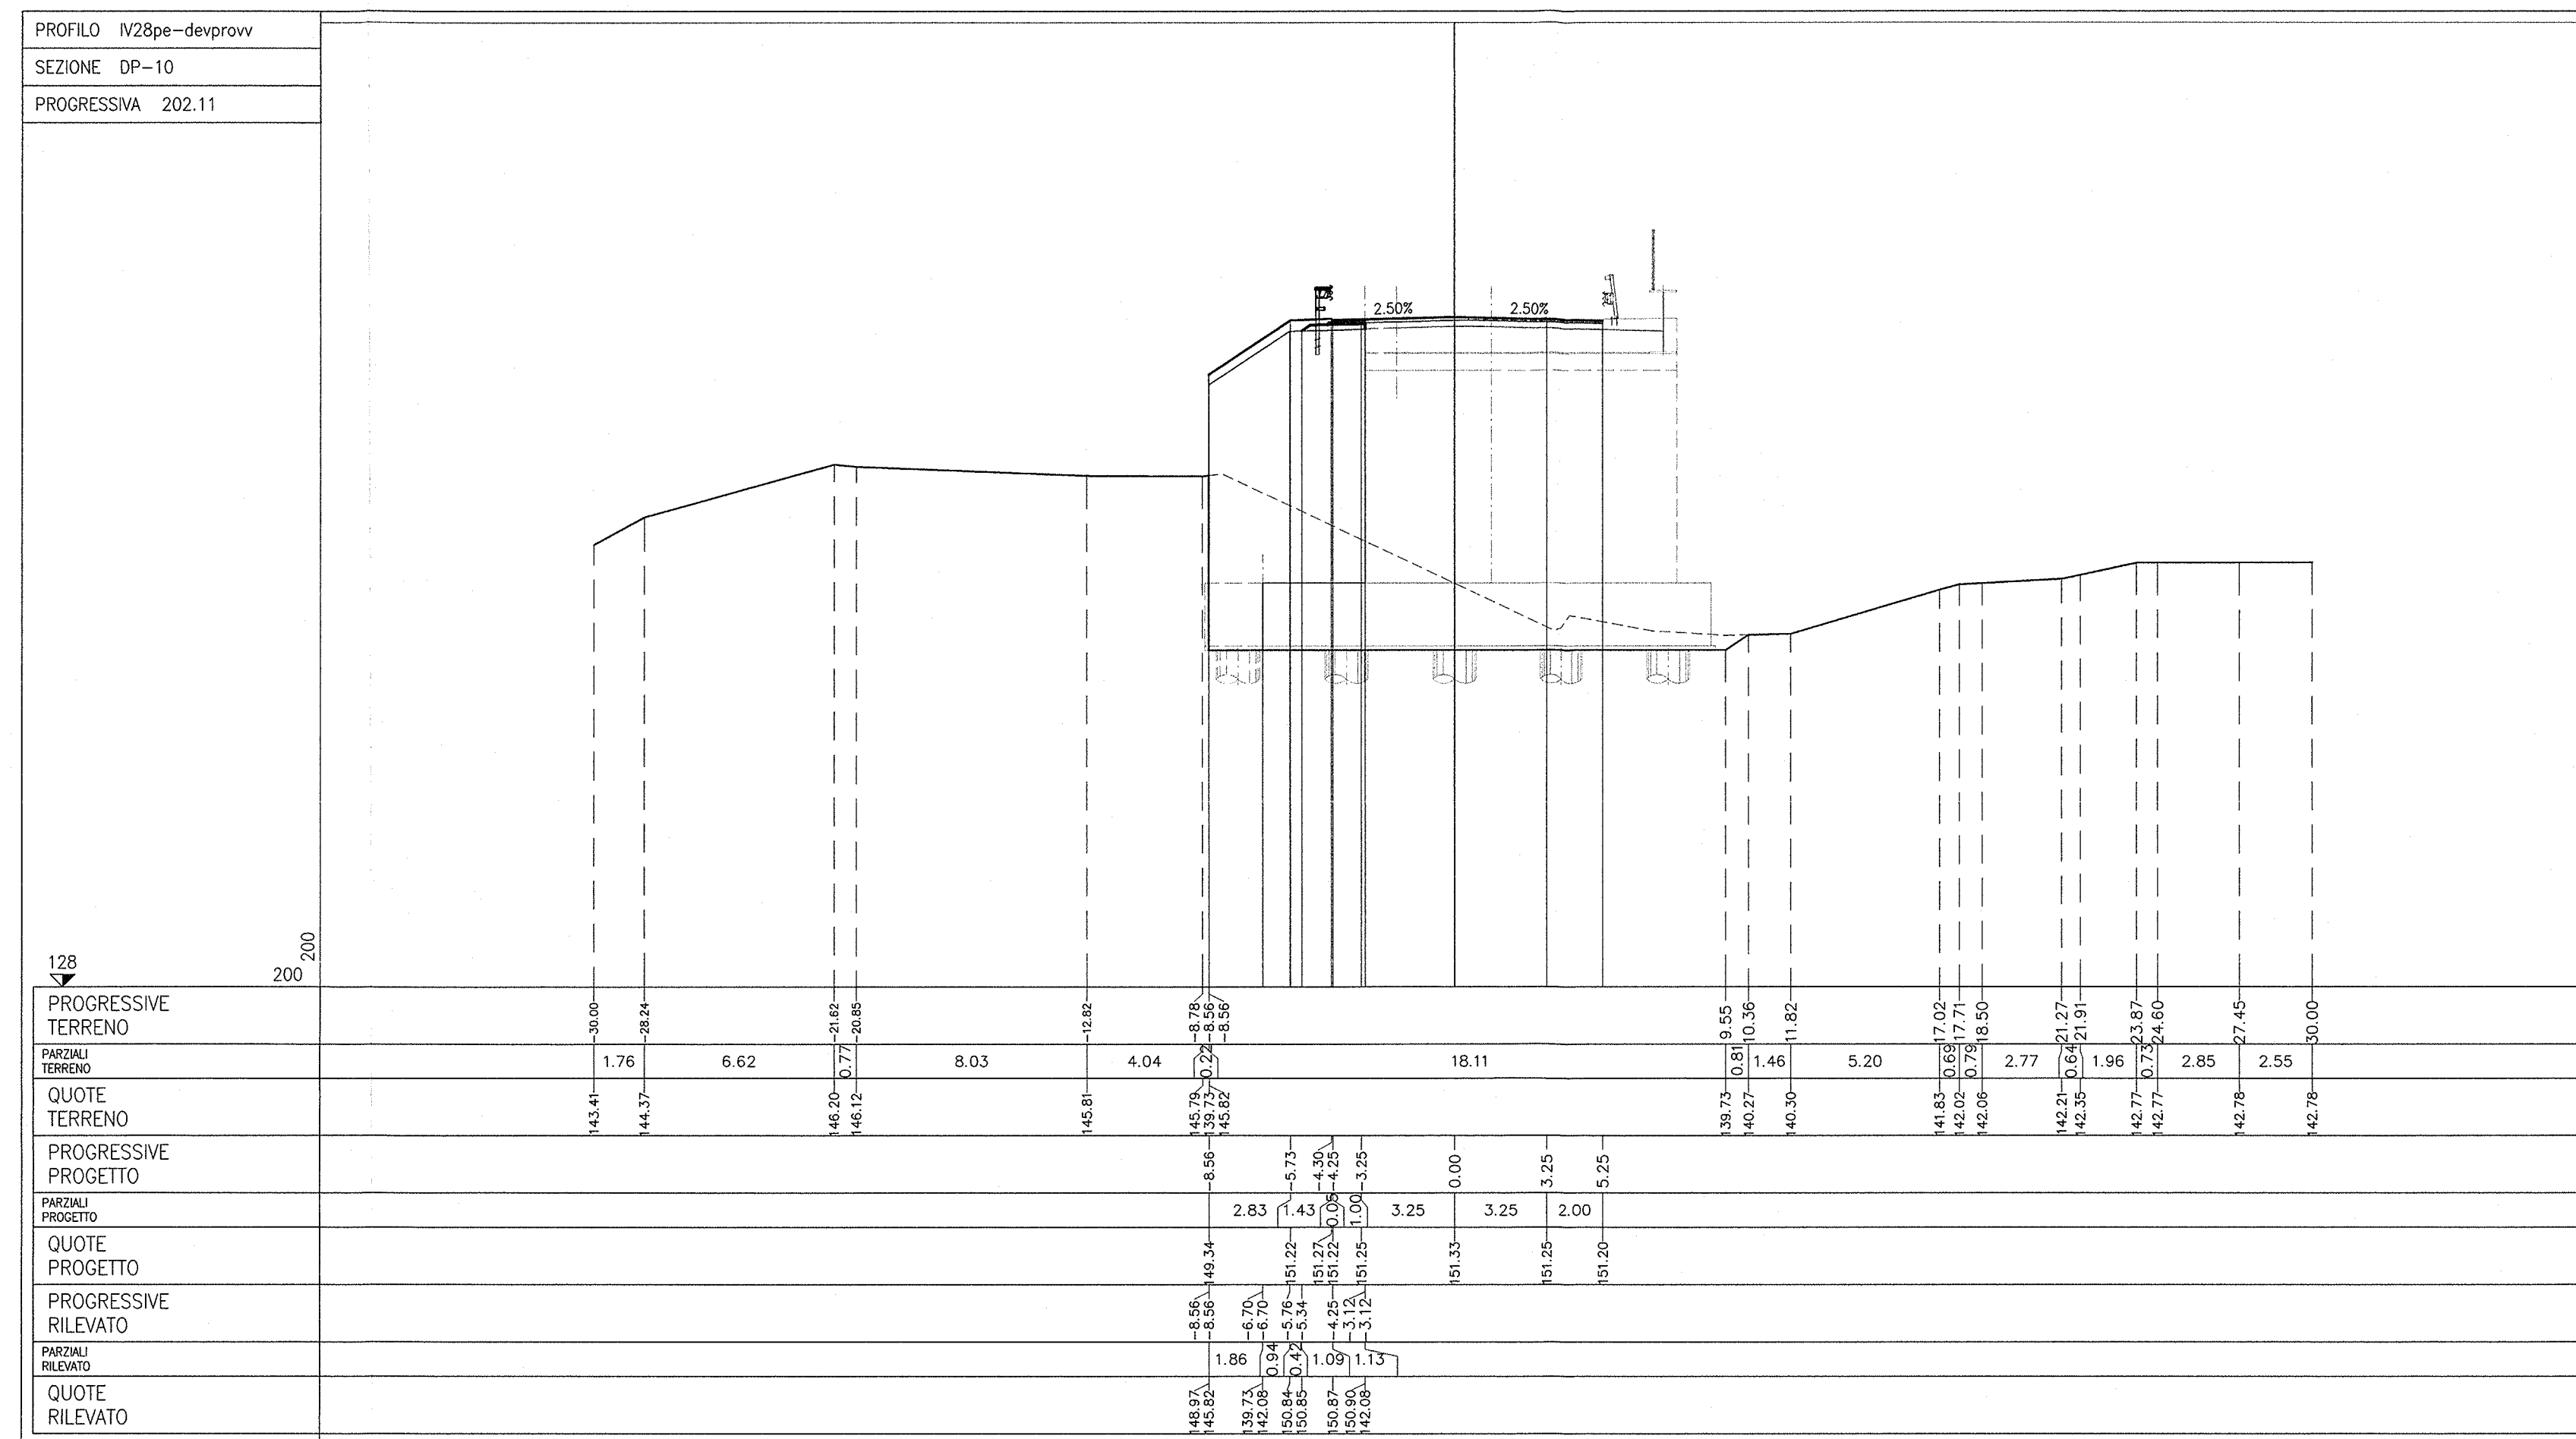 PROFILO IV28pe-devprovv
SEZIONE DP-10
PROGRESSIVA 202.11
2.50% 2.50%
128
200 200
PROGRESSIVE
TERRENO
-30.00 -28.24 -21.62 -20.85 -12.82 -8.78 -8.56 -8.56 9.55 10.36 11.82 17.02 17.71 18.50 21.27 21.91 23.87 24.60 27.45 30.00
PARZIALI
TERRENO
1.76 6.62 0.77 8.03 4.04 0.22 18.11 0.81 1.46 5.20 0.69 0.79 2.77 0.64 1.96 0.73 2.85 2.55
QUOTE
TERRENO
143.41 144.37 146.20 146.12 145.81 145.79 139.73 145.82 139.73 140.27 140.30 141.83 142.02 142.06 142.21 142.35 142.77 142.77 142.78 142.78
PROGRESSIVE
PROGETTO
-8.56 -5.73 -4.30 -4.25 -3.25 0.00 3.25 5.25
PARZIALI
PROGETTO
2.83 1.43 0.05 1.00 3.25 3.25 2.00
QUOTE
PROGETTO
149.34 151.22 151.27 151.22 151.25 151.33 151.25 151.20
PROGRESSIVE
RILEVATO
-8.56 -8.56 -6.70 -6.70 -5.76 -5.34 -4.25 -3.12 -3.12
PARZIALI
RILEVATO
1.86 0.94 0.42 1.09 1.13
QUOTE
RILEVATO
148.97 145.82 139.73 142.08 150.84 150.85 150.87 150.90 142.08